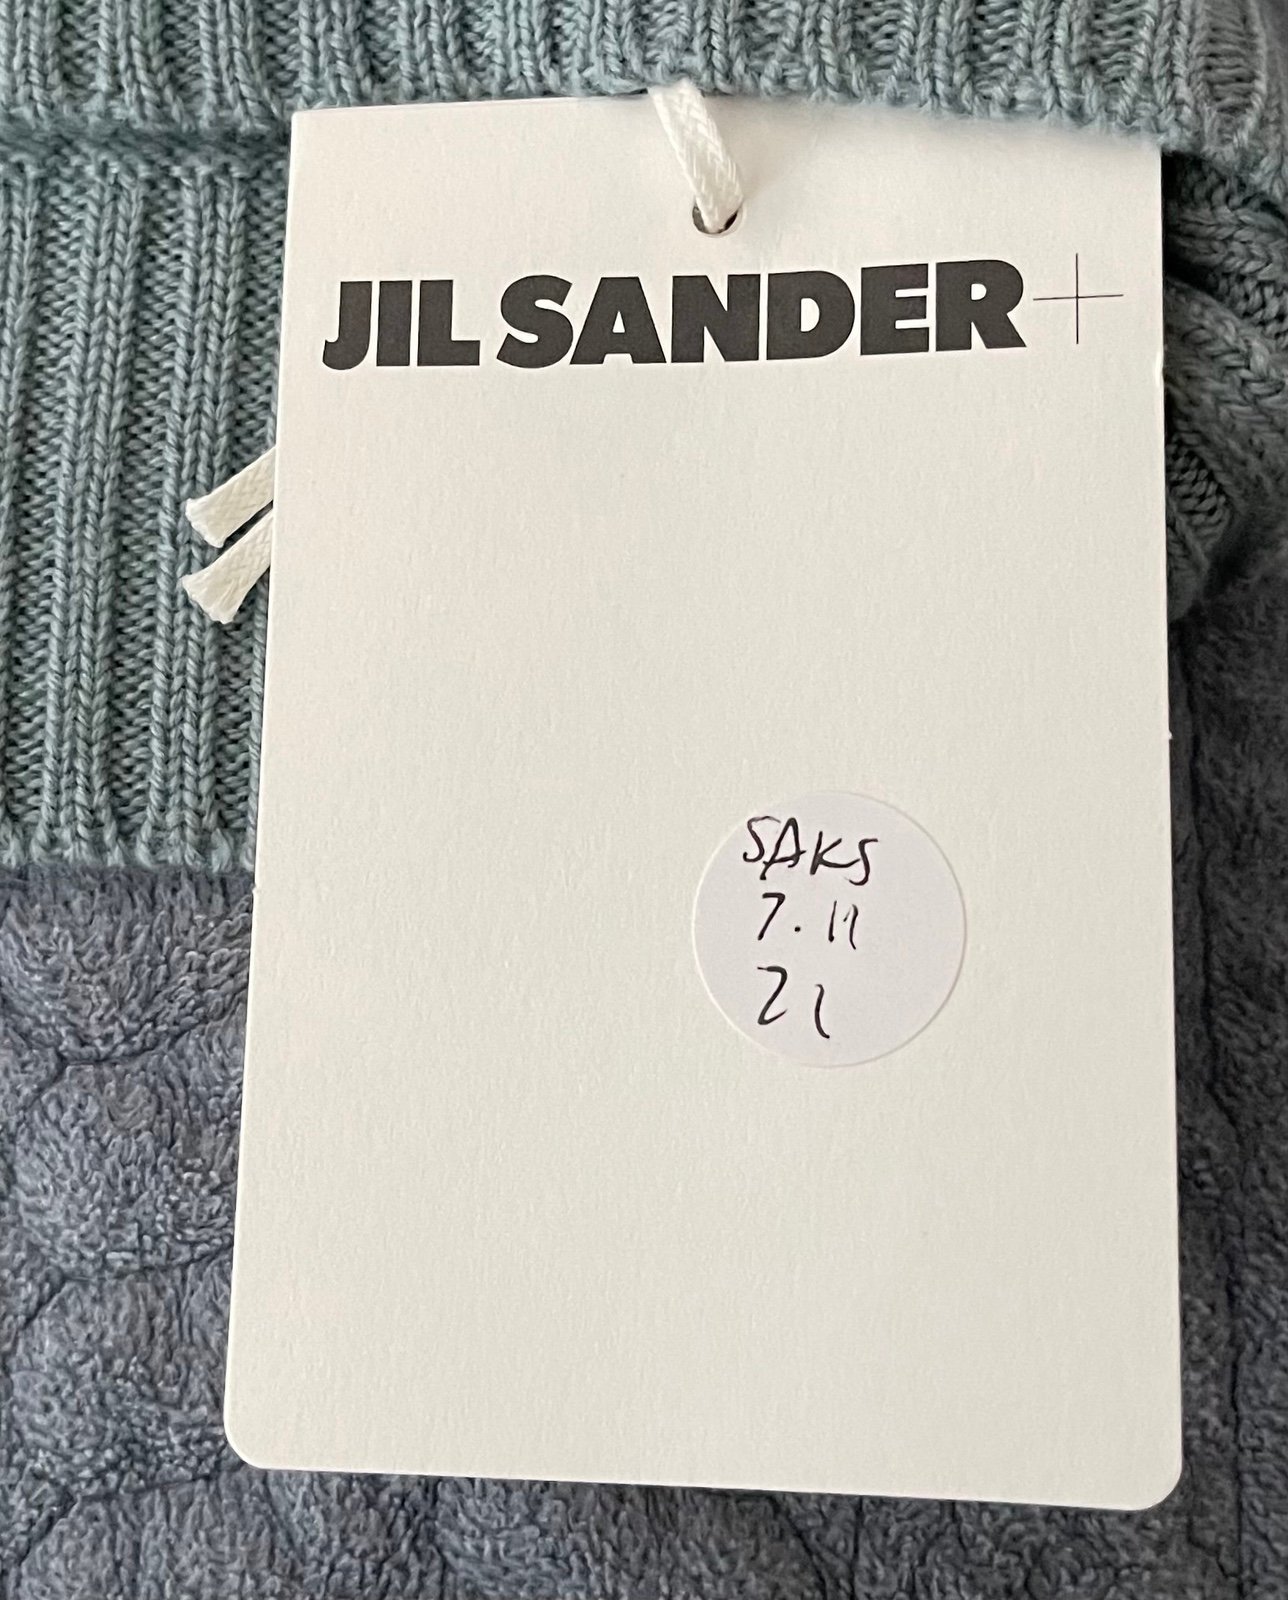 JIL SANDER+
SAKS
7.11
21